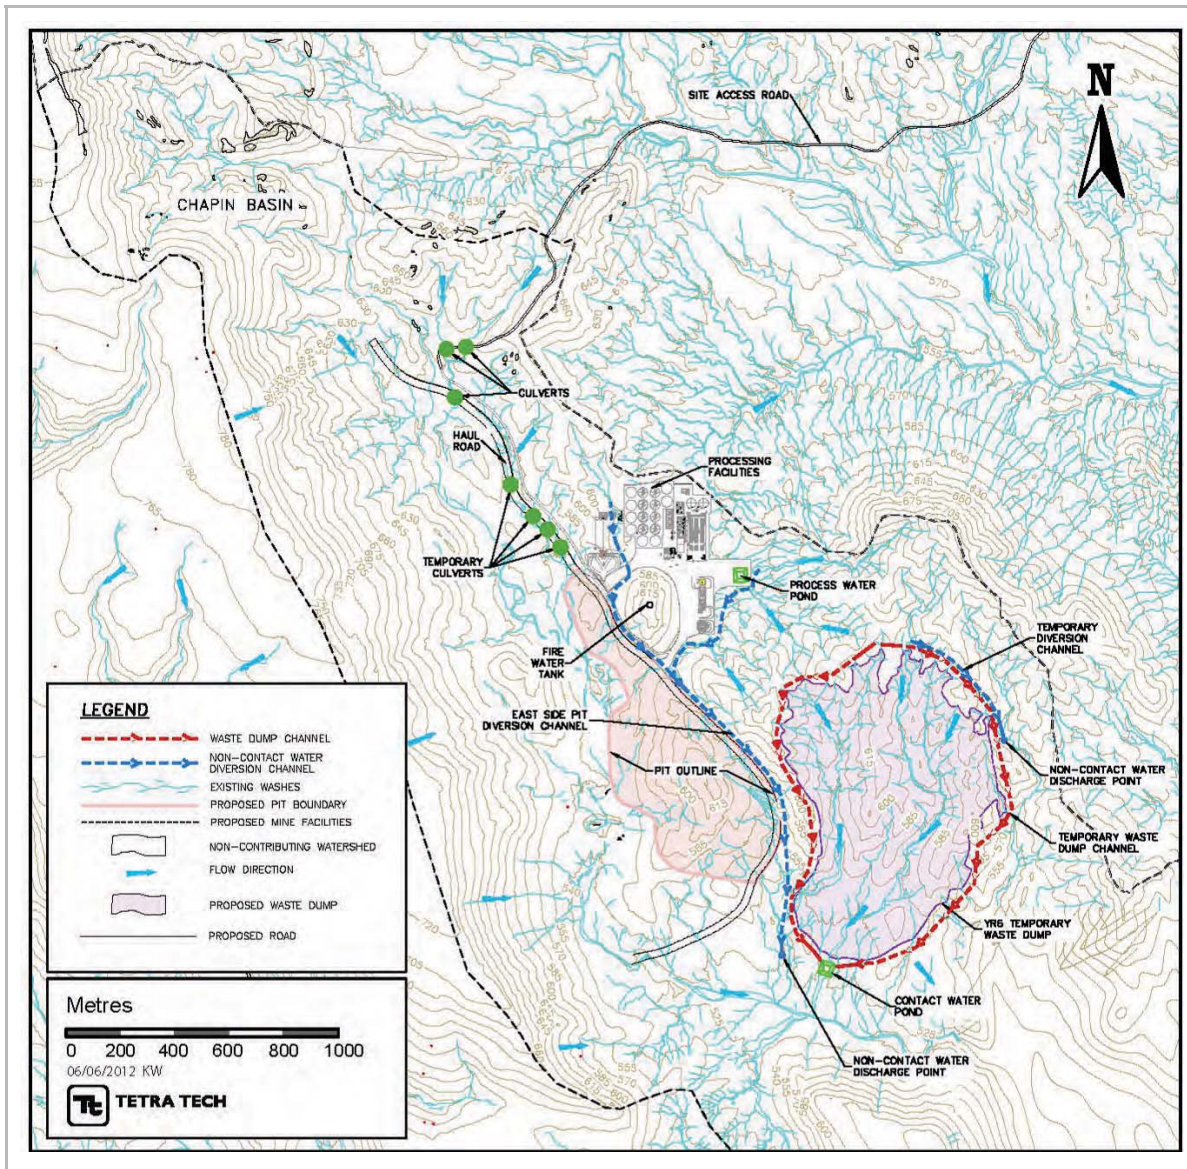 N
SITE ACCESS ROAD
CHAPIN BASIN
CULVERTS
HAUL
ROAD
PROCESSING
FACILITIES
TEMPORARY
CULVERTS
PROCESS WATER
POND
FIRE
WATER
TANK
TEMPORARY
DIVERSION
CHANNEL
EAST SIDE PIT
DIVERSION CHANNEL
PIT OUTLINE
NON-CONTACT WATER
DISCHARGE POINT
TEMPORARY WASTE
DUMP CHANNEL
YR6 TEMPORARY
WASTE DUMP
CONTACT WATER
POND
NON-CONTACT WATER
DISCHARGE POINT
LEGEND
WASTE DUMP CHANNEL
NON-CONTACT WATER
DIVERSION CHANNEL
EXISTING WASHES
PROPOSED PIT BOUNDARY
PROPOSED MINE FACILITIES
NON-CONTRIBUTING WATERSHED
FLOW DIRECTION
PROPOSED WASTE DUMP
PROPOSED ROAD
Metres
0 200 400 600 800 1000
06/06/2012 KW
Tt TETRA TECH